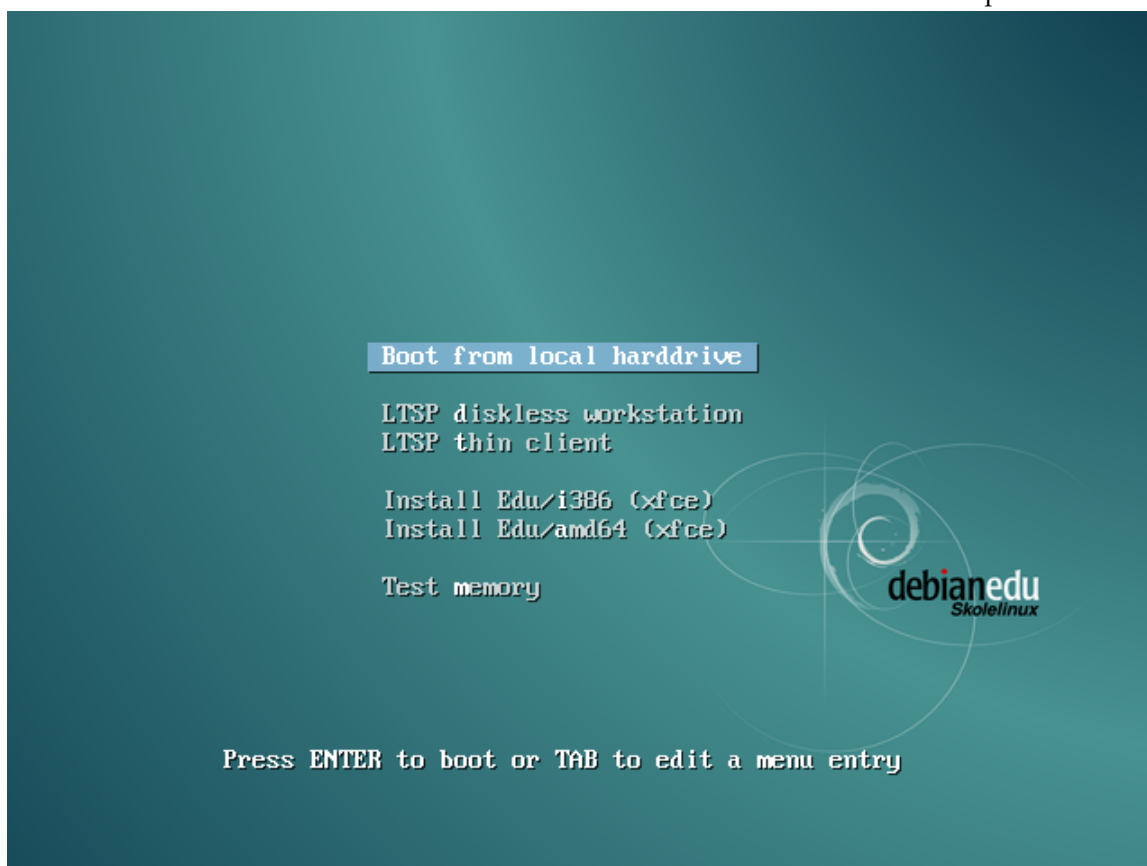 Boot from local harddrive
LTSP diskless workstation
LTSP thin client
Install Edu/i386 (xfce)
Install Edu/amd64 (xfce)
Test memory
debianedu
Skolelinux
Press ENTER to boot or TAB to edit a menu entry